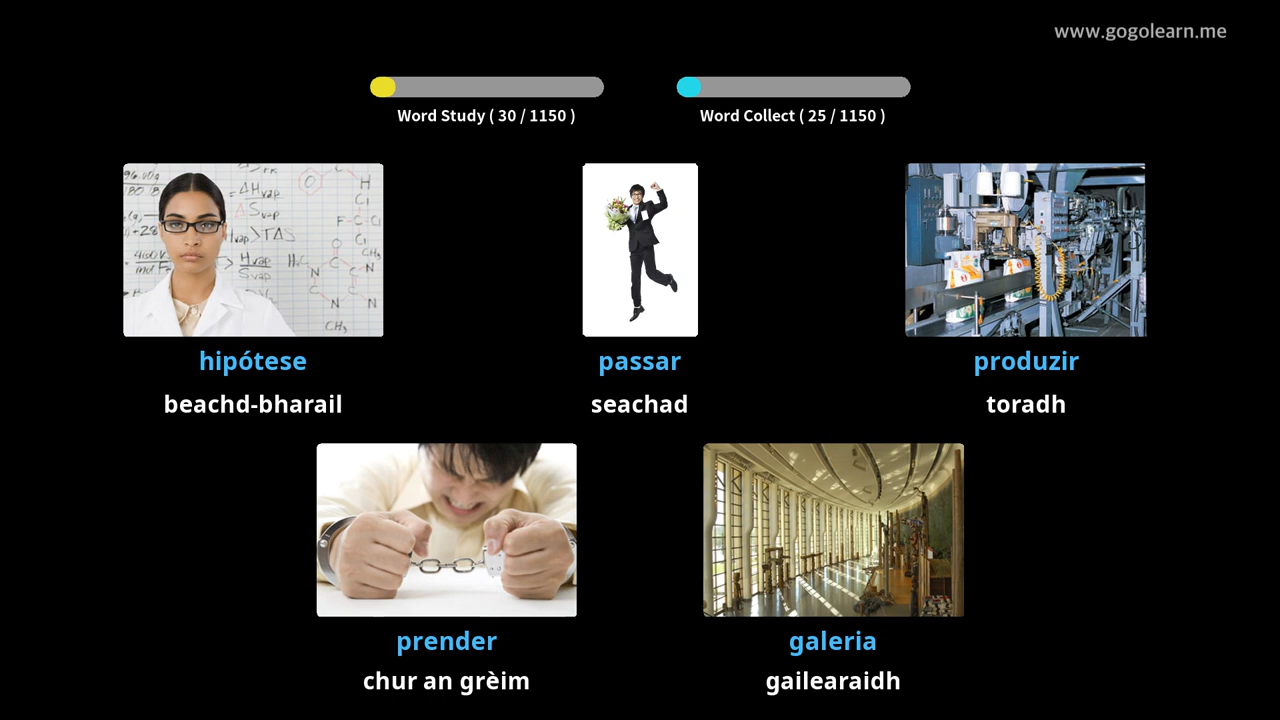 www.gogolearn.me
Word Study ( 30 / 1150 )
Word Collect ( 25 / 1150 )
hipótese
passar
produzir
beachd-bharail
seachad
toradh
prender
galeria
chur an grèim
gailearaidh